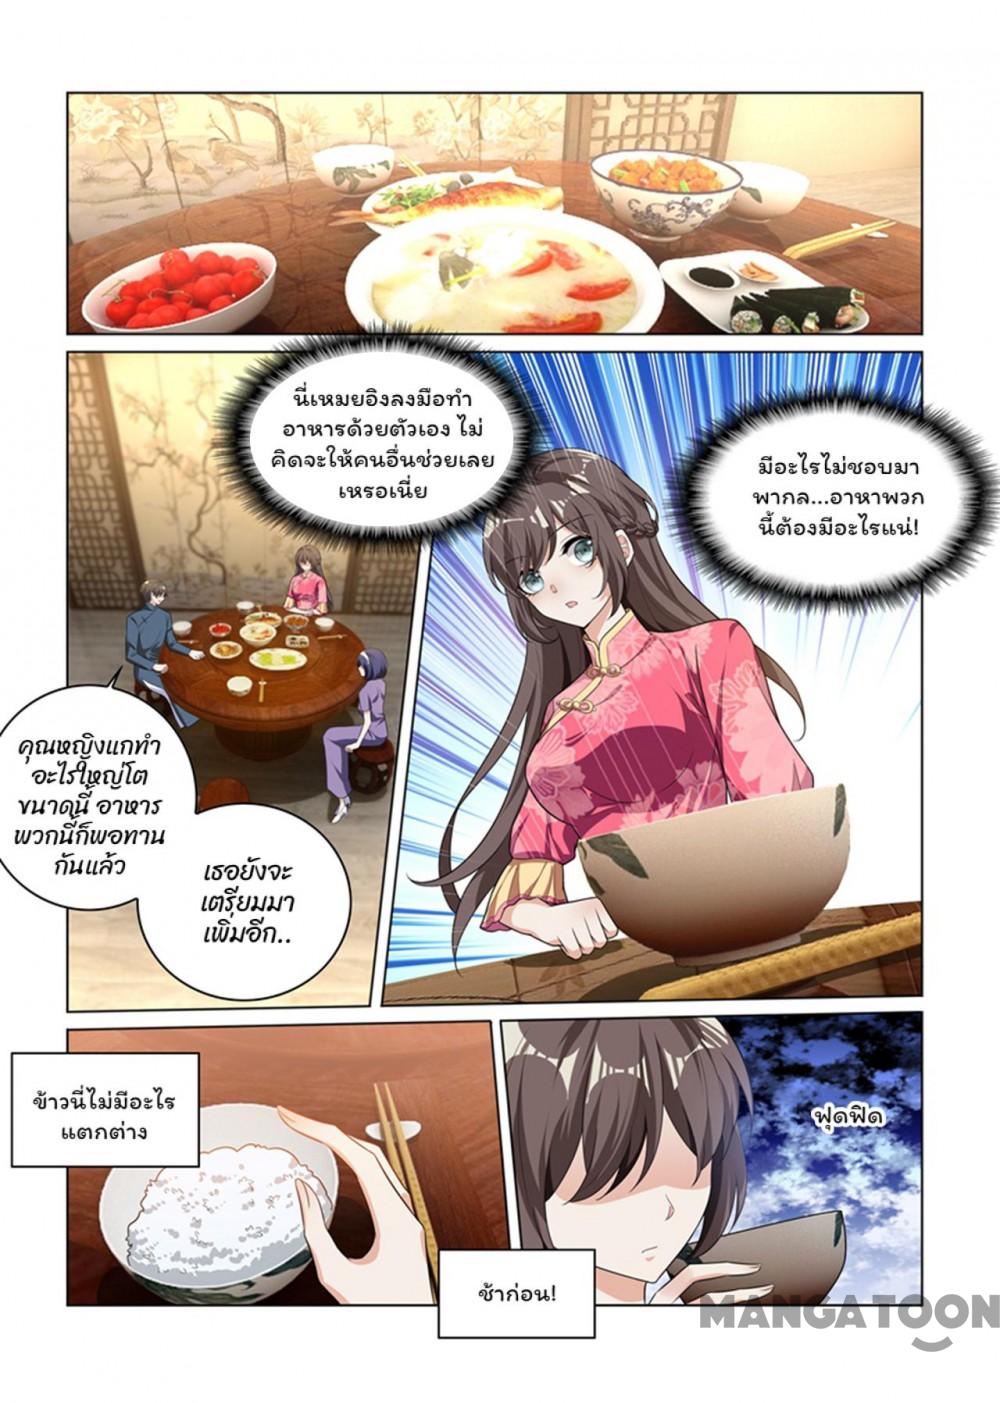 นี่เหมยอิงลงมือทำ
อาหารด้วยตัวเอง ไม่
คิดจะให้คนอื่นช่วยเลย
เหรอเนี่ย
มีอะไรไม่ชอบมา
พากล...อาหาพวก
นี้ต้องมีอะไรแน่!
คุณหญิงแกทำ
อะไรใหญ่โต
ขนาดนี้ อาหาร
พวกนี้ก็พอทาน
กันแล้ว
เธอยังจะ
เตรียมมา
เพิ่มอีก..
ข้าวนี่ไม่มีอะไร
แตกต่าง
ฟุดฟิด
ช้าก่อน!
MANGATOON